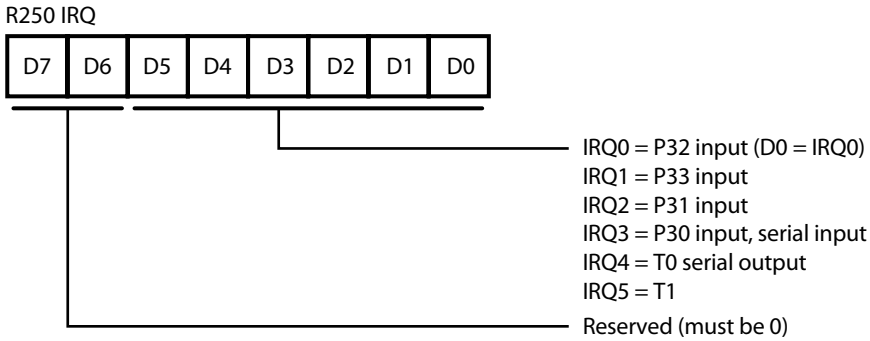 R250 IRQ
D7 D6 D5 D4 D3 D2 D1 D0
IRQ0 = P32 input (D0 = IRQ0)
IRQ1 = P33 input
IRQ2 = P31 input
IRQ3 = P30 input, serial input
IRQ4 = T0 serial output
IRQ5 = T1
Reserved (must be 0)